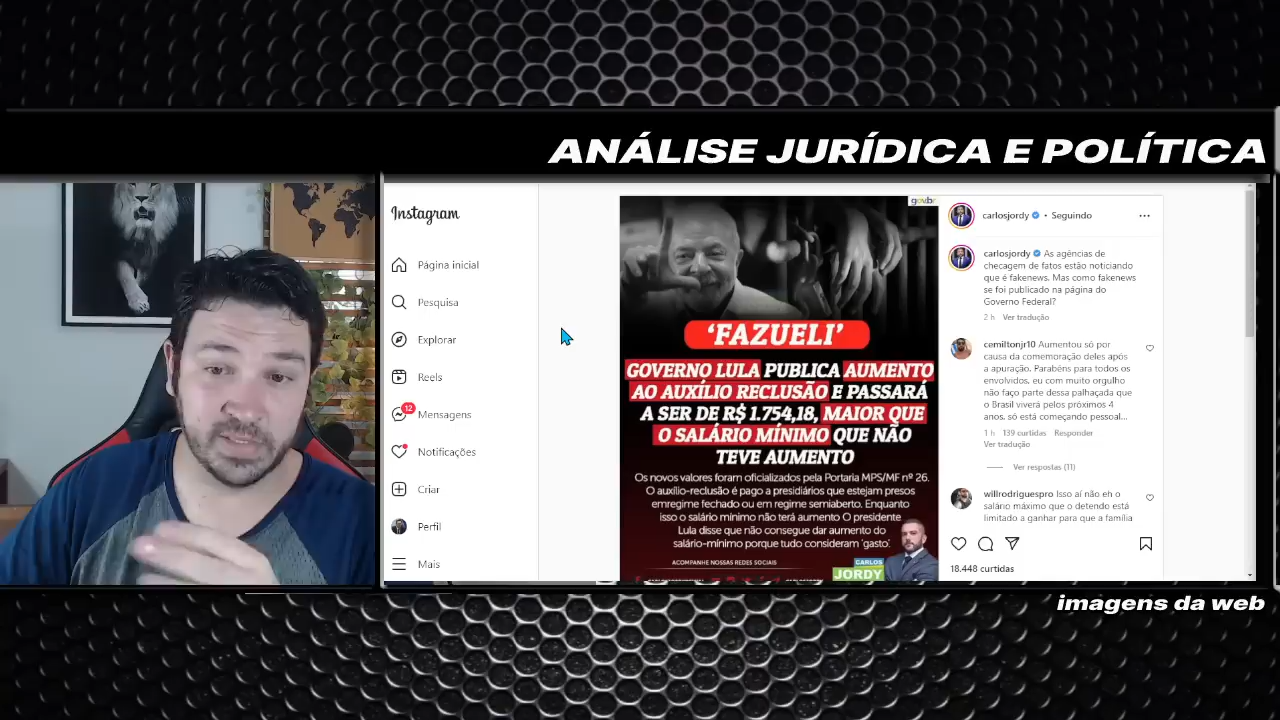 ANÁLISE JURÍDICA E POLÍTICA
Instagram
Página inicial
Pesquisa
Explorar
Reels
12
Mensagens
Notificações
Criar
Perfil
Mais
gov.br
'FAZUELI'
GOVERNO LULA PUBLICA AUMENTO
AO AUXÍLIO RECLUSÃO E PASSARÁ
A SER DE R$ 1.754,18, MAIOR QUE
O SALÁRIO MÍNIMO QUE NÃO
TEVE AUMENTO
Os novos valores foram oficializados pela Portaria MPS/MF nº 26.
O auxílio-reclusão é pago a presidiários que estejam presos
emregime fechado ou em regime semiaberto. Enquanto
isso o salário mínimo não terá aumento O presidente
Lula disse que não consegue dar aumento do
salário-mínimo porque tudo consideram 'gasto'.
ACOMPANHE NOSSAS REDES SOCIAIS
CARLOS
JORDY
carlosjordy • Seguindo
carlosjordy As agências de
checagem de fatos estão noticiando
que é fakenews. Mas como fakenews
se foi publicado na página do
Governo Federal?
2 h Ver tradução
cemiltonjr10 Aumentou só por
causa da comemoração deles após
a apuração. Parabéns para todos os
envolvidos, eu com muito orgulho
não faço parte dessa palhaçada que
o Brasil viverá pelos próximos 4
anos, só está começando pessoal...
1 h 139 curtidas Responder
Ver tradução
Ver respostas (11)
willrodriguespro Isso aí não eh o
salário máximo que o detendo está
limitado a ganhar para que a família
18.448 curtidas
imagens da web